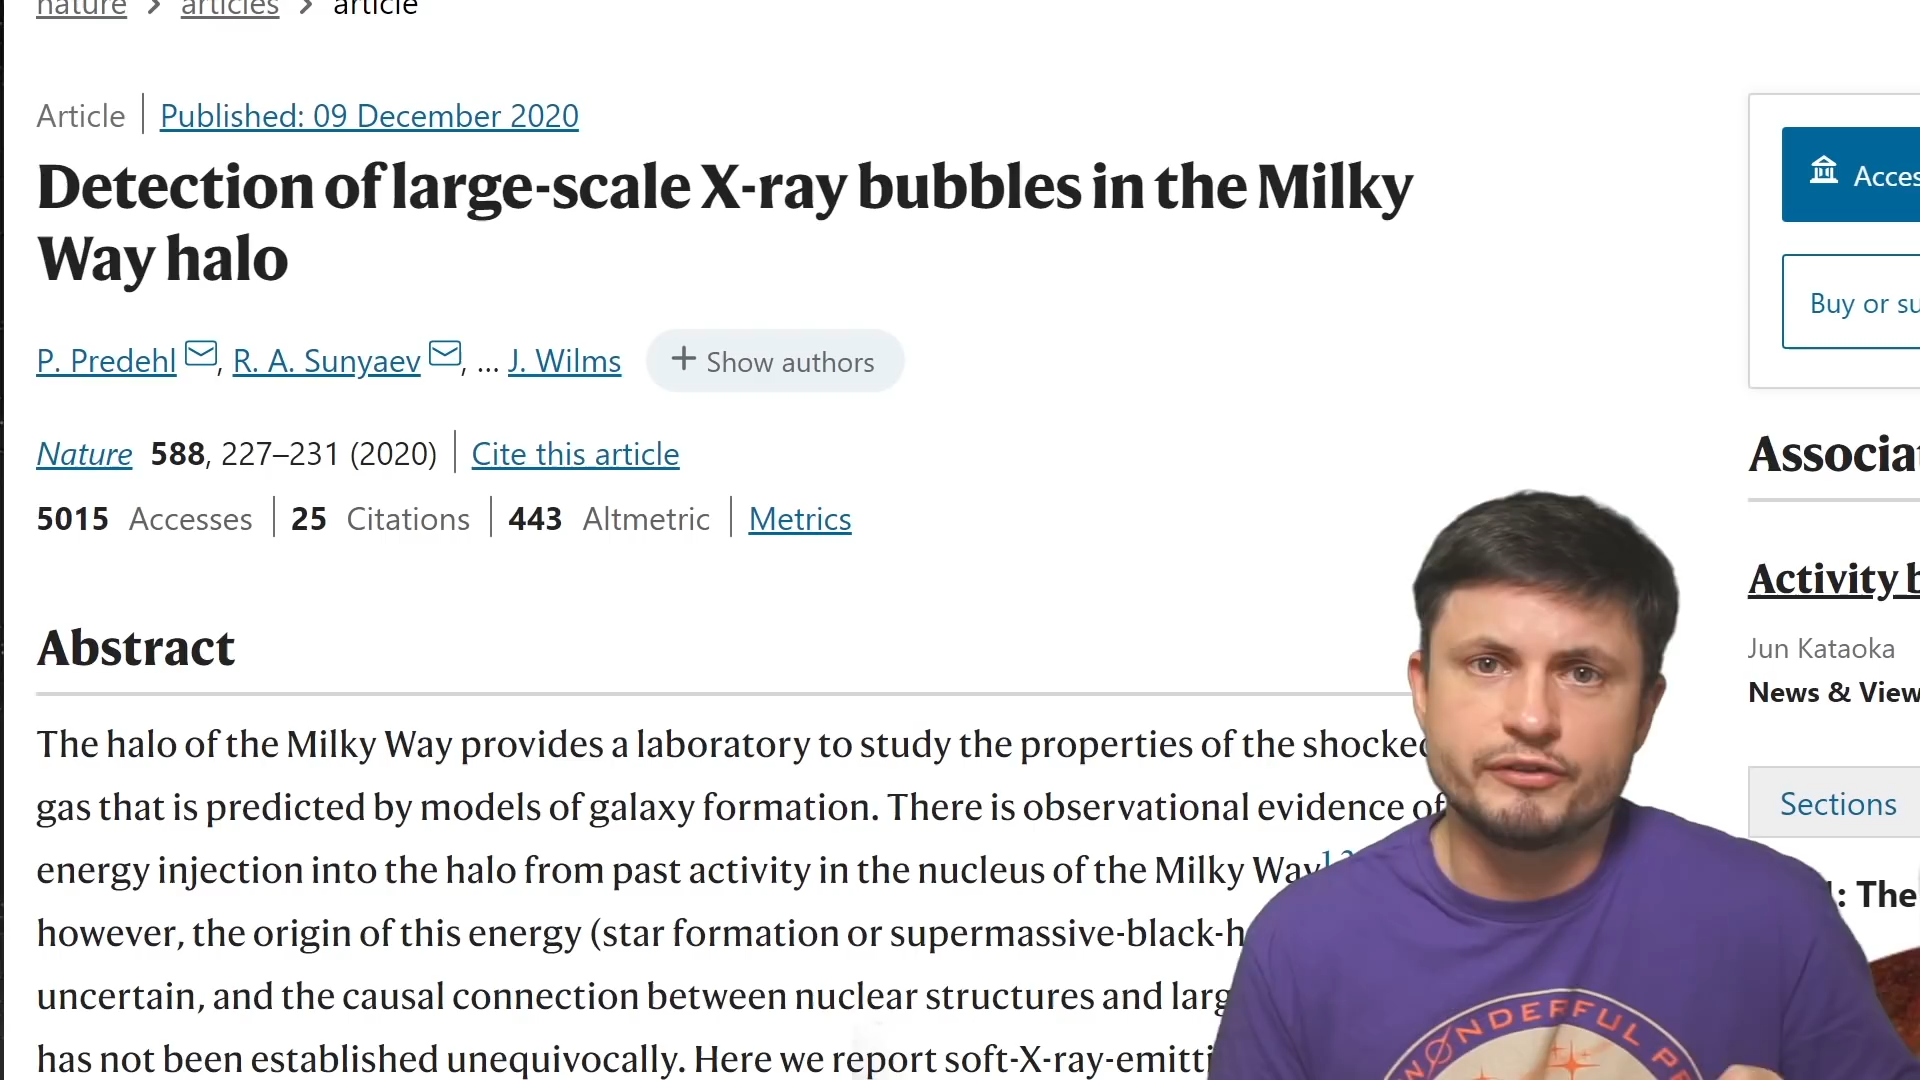 nature > articles > article
Article | Published: 09 December 2020
Detection of large-scale X-ray bubbles in the Milky
Way halo
P. Predehl, R. A. Sunyaev, … J. Wilms + Show authors
Nature 588, 227–231 (2020) | Cite this article
5015 Accesses | 25 Citations | 443 Altmetric | Metrics
Abstract
The halo of the Milky Way provides a laboratory to study the properties of the shocked
gas that is predicted by models of galaxy formation. There is observational evidence of
energy injection into the halo from past activity in the nucleus of the Milky Way1,2
however, the origin of this energy (star formation or supermassive-black-h
uncertain, and the causal connection between nuclear structures and larg
has not been established unequivocally. Here we report soft-X-ray-emitti
Acces
Buy or su
Associa
Activity b
Jun Kataoka
News & View
Sections
: The
WONDERFUL PE